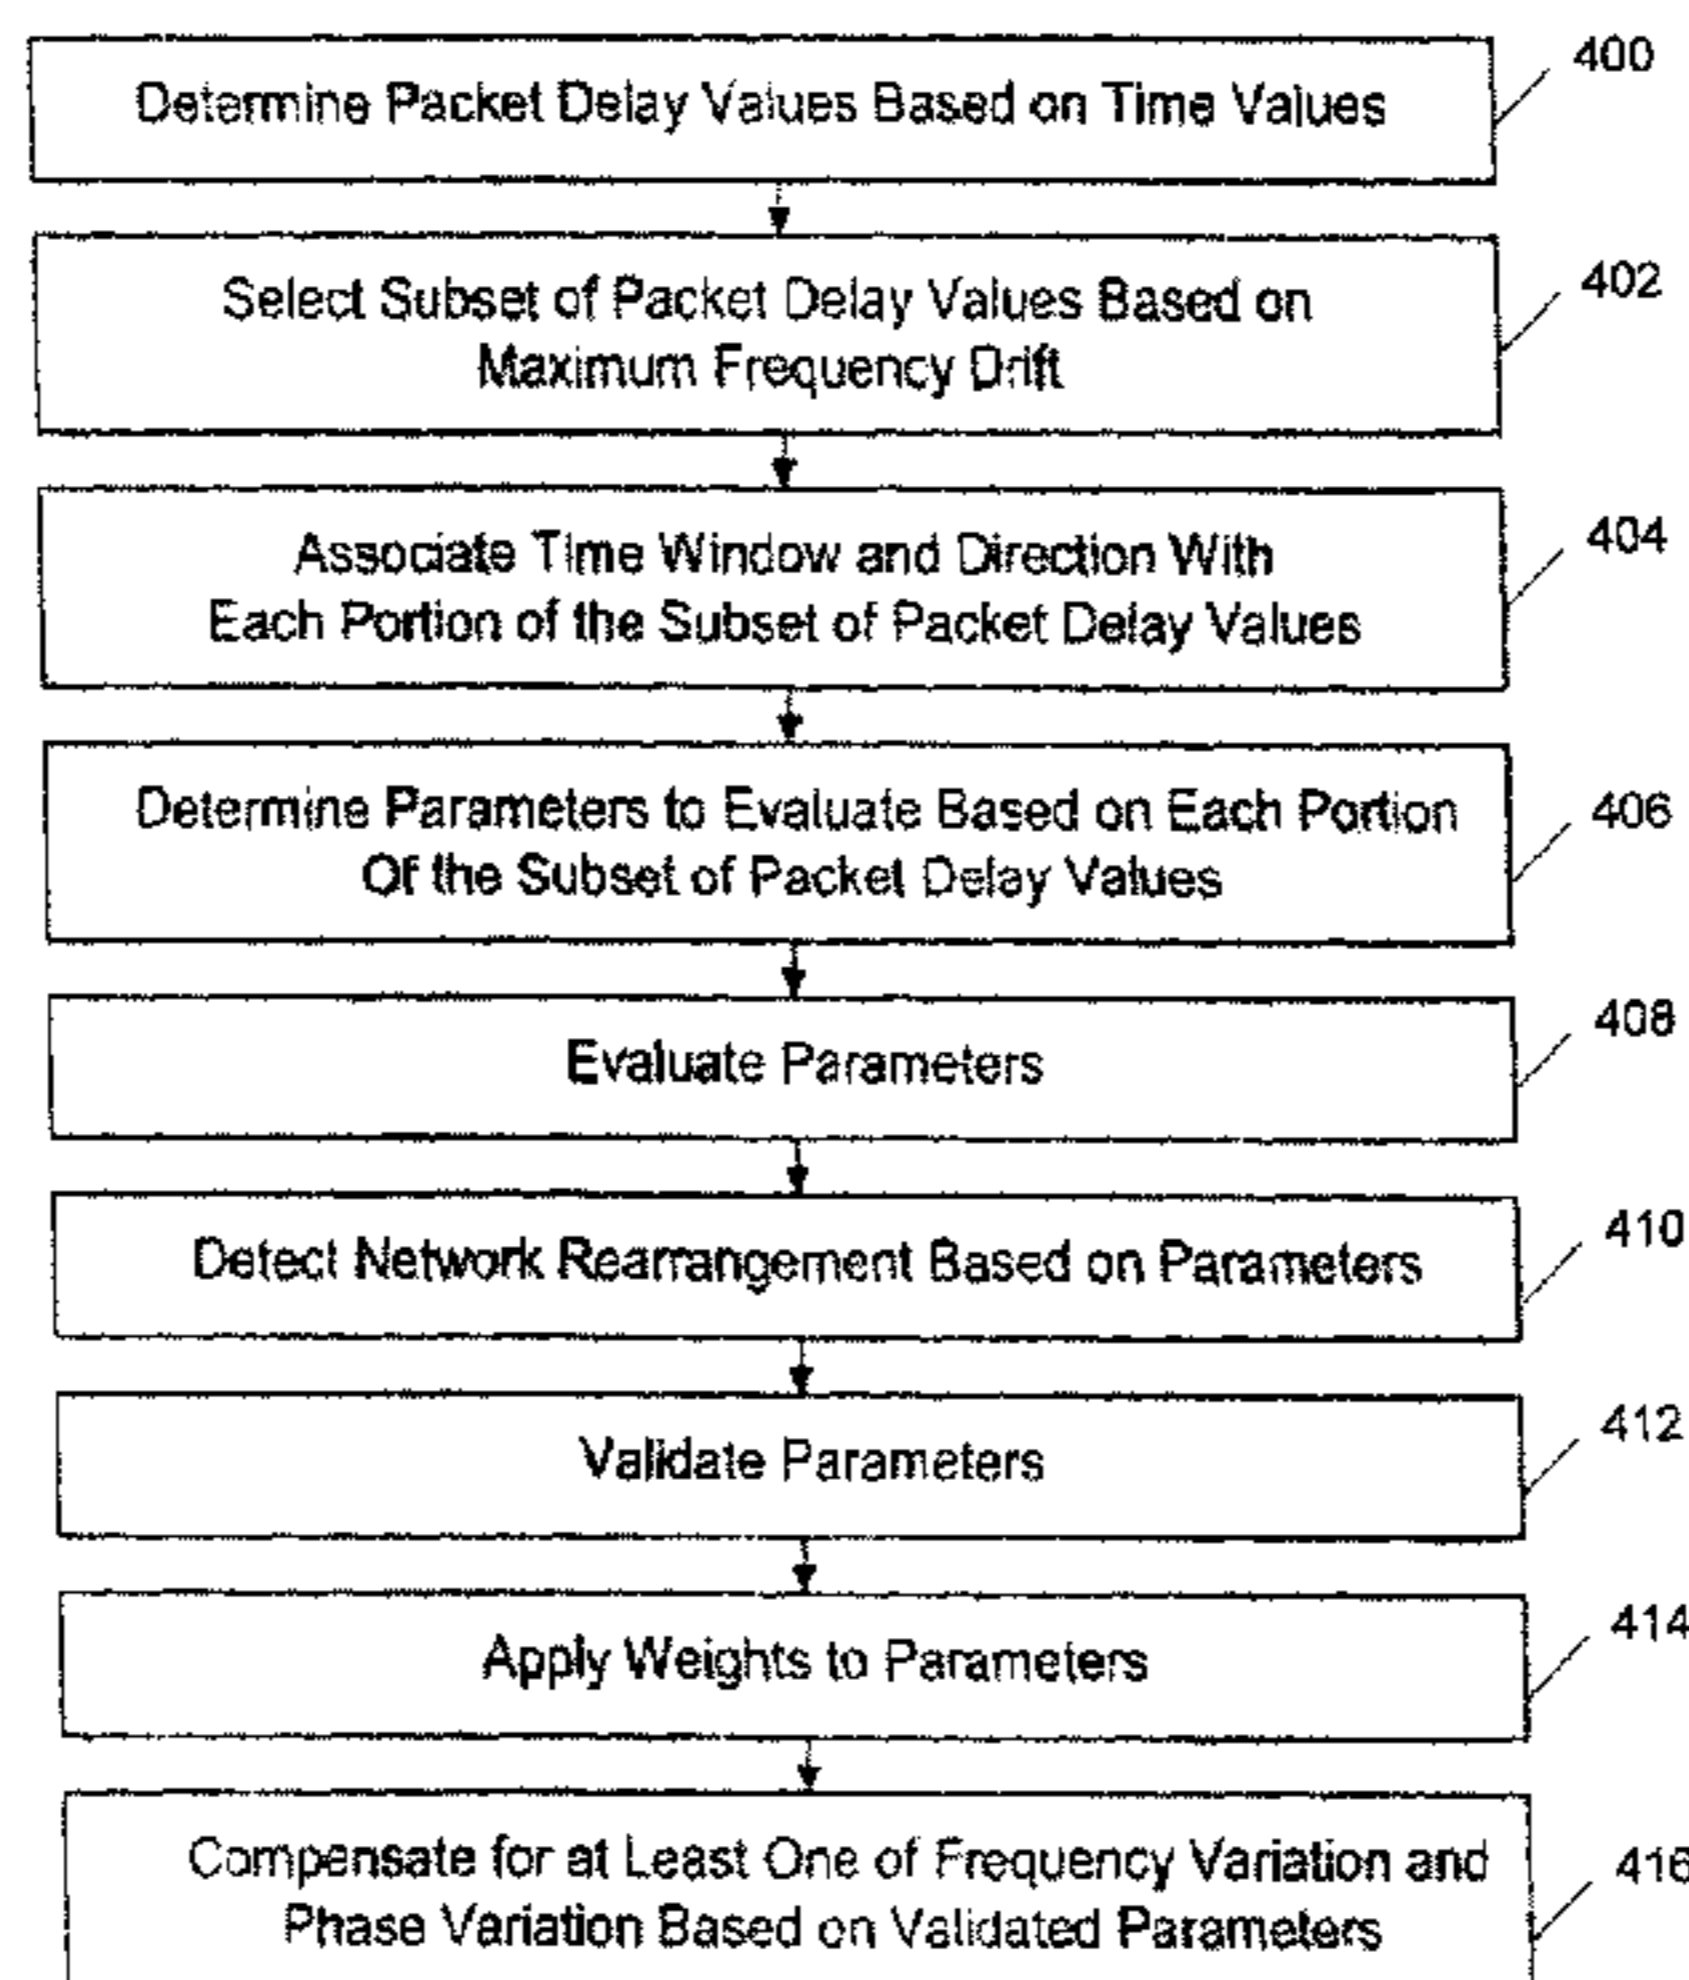 400
Determine Packet Delay Values Based on Time Values
402
Select Subset of Packet Delay Values Based on
Maximum Frequency Drift
404
Associate Time Window and Direction With
Each Portion of the Subset of Packet Delay Values
406
Determine Parameters to Evaluate Based on Each Portion
Of the Subset of Packet Delay Values
408
Evaluate Parameters
410
Detect Network Rearrangement Based on Parameters
412
Validate Parameters
414
Apply Weights to Parameters
416
Compensate for at Least One of Frequency Variation and
Phase Variation Based on Validated Parameters